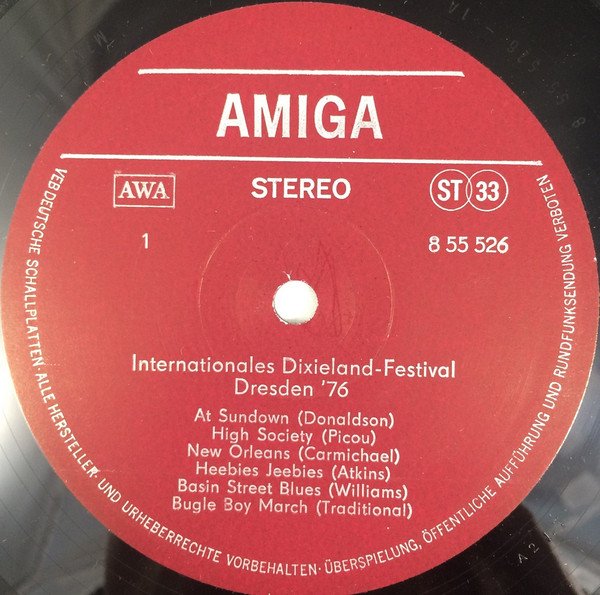 AMIGA
AWA
STEREO
ST 33
1
8 55 526
Internationales Dixieland-Festival
Dresden '76
At Sundown (Donaldson)
High Society (Picou)
New Orleans (Carmichael)
Heebies Jeebies (Atkins)
Basin Street Blues (Williams)
Bugle Boy March (Traditional)
VEB DEUTSCHE SCHALLPLATTEN · ALLE HERSTELLER- UND URHEBERRECHTE VORBEHALTEN · ÜBERSPIELUNG, ÖFFENTLICHE AUFFÜHRUNG UND RUNDFUNKSENDUNG VERBOTEN